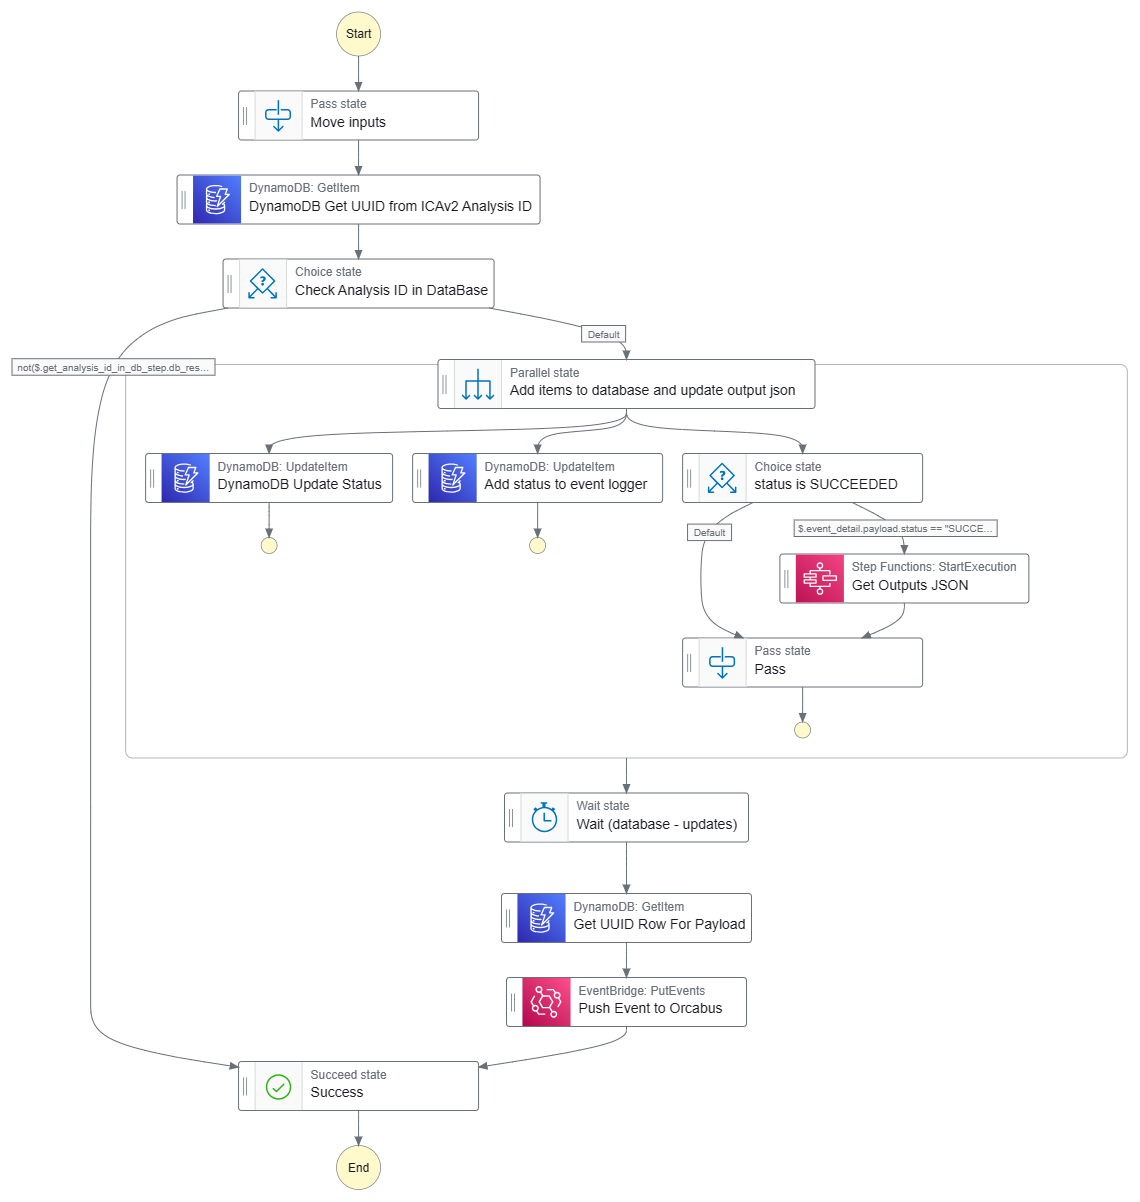 Start
Pass state
Move inputs
DynamoDB: GetItem
DynamoDB Get UUID from ICAv2 Analysis ID
Choice state
Check Analysis ID in DataBase
Default
not($.get_analysis_id_in_db_step.db_res...
Parallel state
Add items to database and update output json
DynamoDB: UpdateItem
DynamoDB Update Status
DynamoDB: UpdateItem
Add status to event logger
Choice state
status is SUCCEEDED
Default
$.event_detail.payload.status == "SUCCE...
Step Functions: StartExecution
Get Outputs JSON
Pass state
Pass
Wait state
Wait (database - updates)
DynamoDB: GetItem
Get UUID Row For Payload
EventBridge: PutEvents
Push Event to Orcabus
Succeed state
Success
End